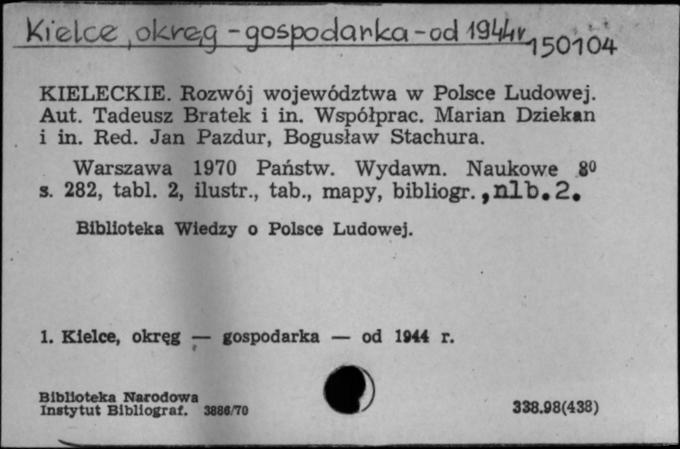 Kielce, okręg - gospodarka - od 1944r.
150104
KIELECKIE. Rozwój województwa w Polsce Ludowej.
Aut. Tadeusz Bratek i in. Współprac. Marian Dziekan
i in. Red. Jan Pazdur, Bogusław Stachura.
Warszawa 1970 Państw. Wydawn. Naukowe 8⁰
s. 282, tabl. 2, ilustr., tab., mapy, bibliogr., nlb. 2.
Biblioteka Wiedzy o Polsce Ludowej.
1. Kielce, okręg — gospodarka — od 1944 r.
Biblioteka Narodowa
Instytut Bibliograf. 3886/70
338.98(438)